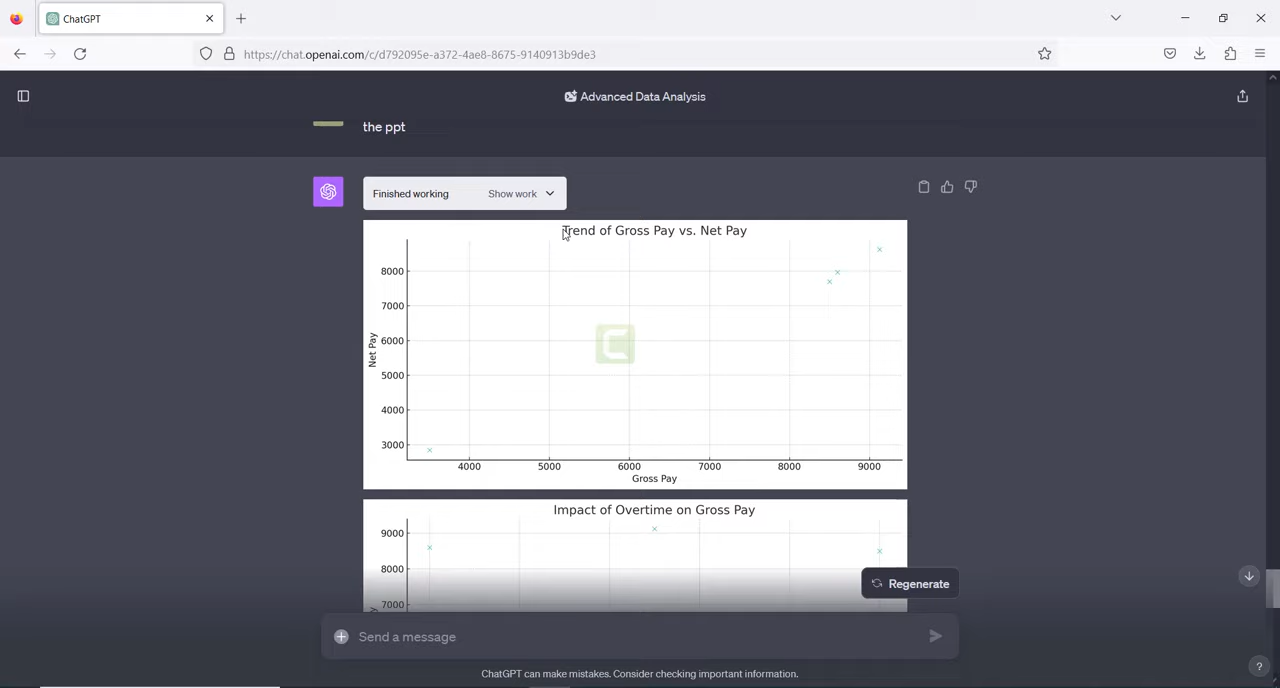 ChatGPT
https://chat.openai.com/c/d792095e-a372-4ae8-8675-9140913b9de3
Advanced Data Analysis
the ppt
Finished working Show work
Trend of Gross Pay vs. Net Pay
8000
7000
6000
5000
4000
3000
Net Pay
4000 5000 6000 7000 8000 9000
Gross Pay
Impact of Overtime on Gross Pay
9000
8000
7000
Regenerate
Send a message
ChatGPT can make mistakes. Consider checking important information.
?